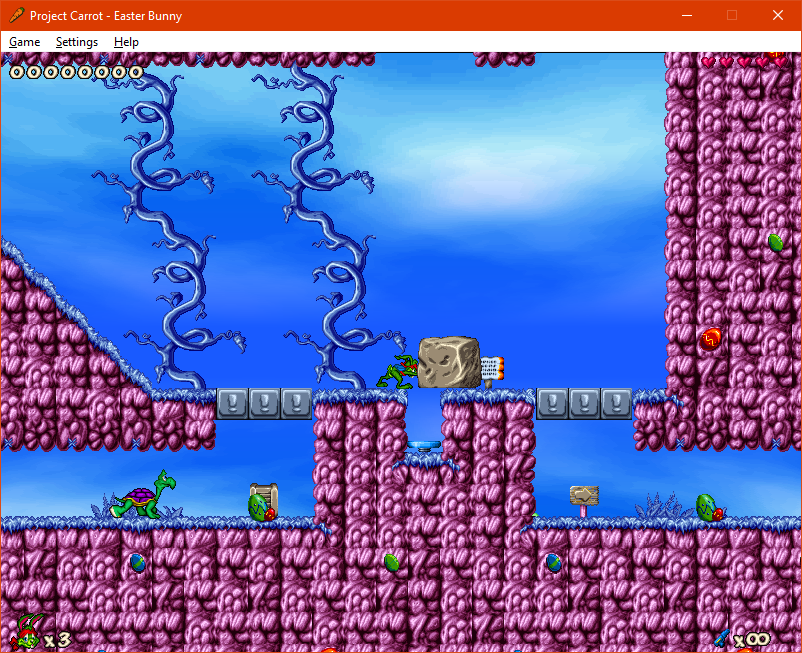 Project Carrot - Easter Bunny
Game Settings Help
00000000
! ! ! ! ! !
x3
x∞